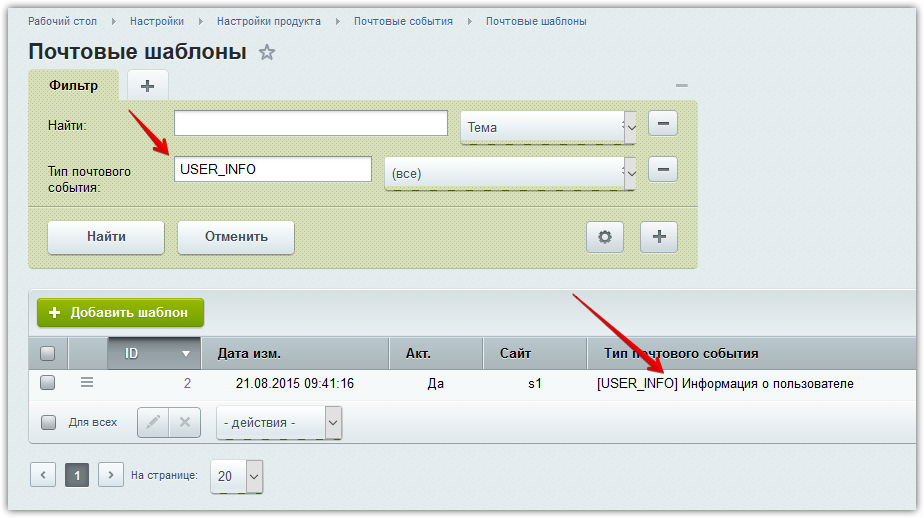 Рабочий стол Настройки Настройки продукта Почтовые события Почтовые шаблоны
Почтовые шаблоны
Фильтр
Найти: Тема
Тип почтового события: USER_INFO (все)
Найти Отменить
Добавить шаблон
ID Дата изм. Акт. Сайт Тип почтового события
2 21.08.2015 09:41:16 Да s1 [USER_INFO] Информация о пользователе
Для всех - действия -
1 На странице: 20